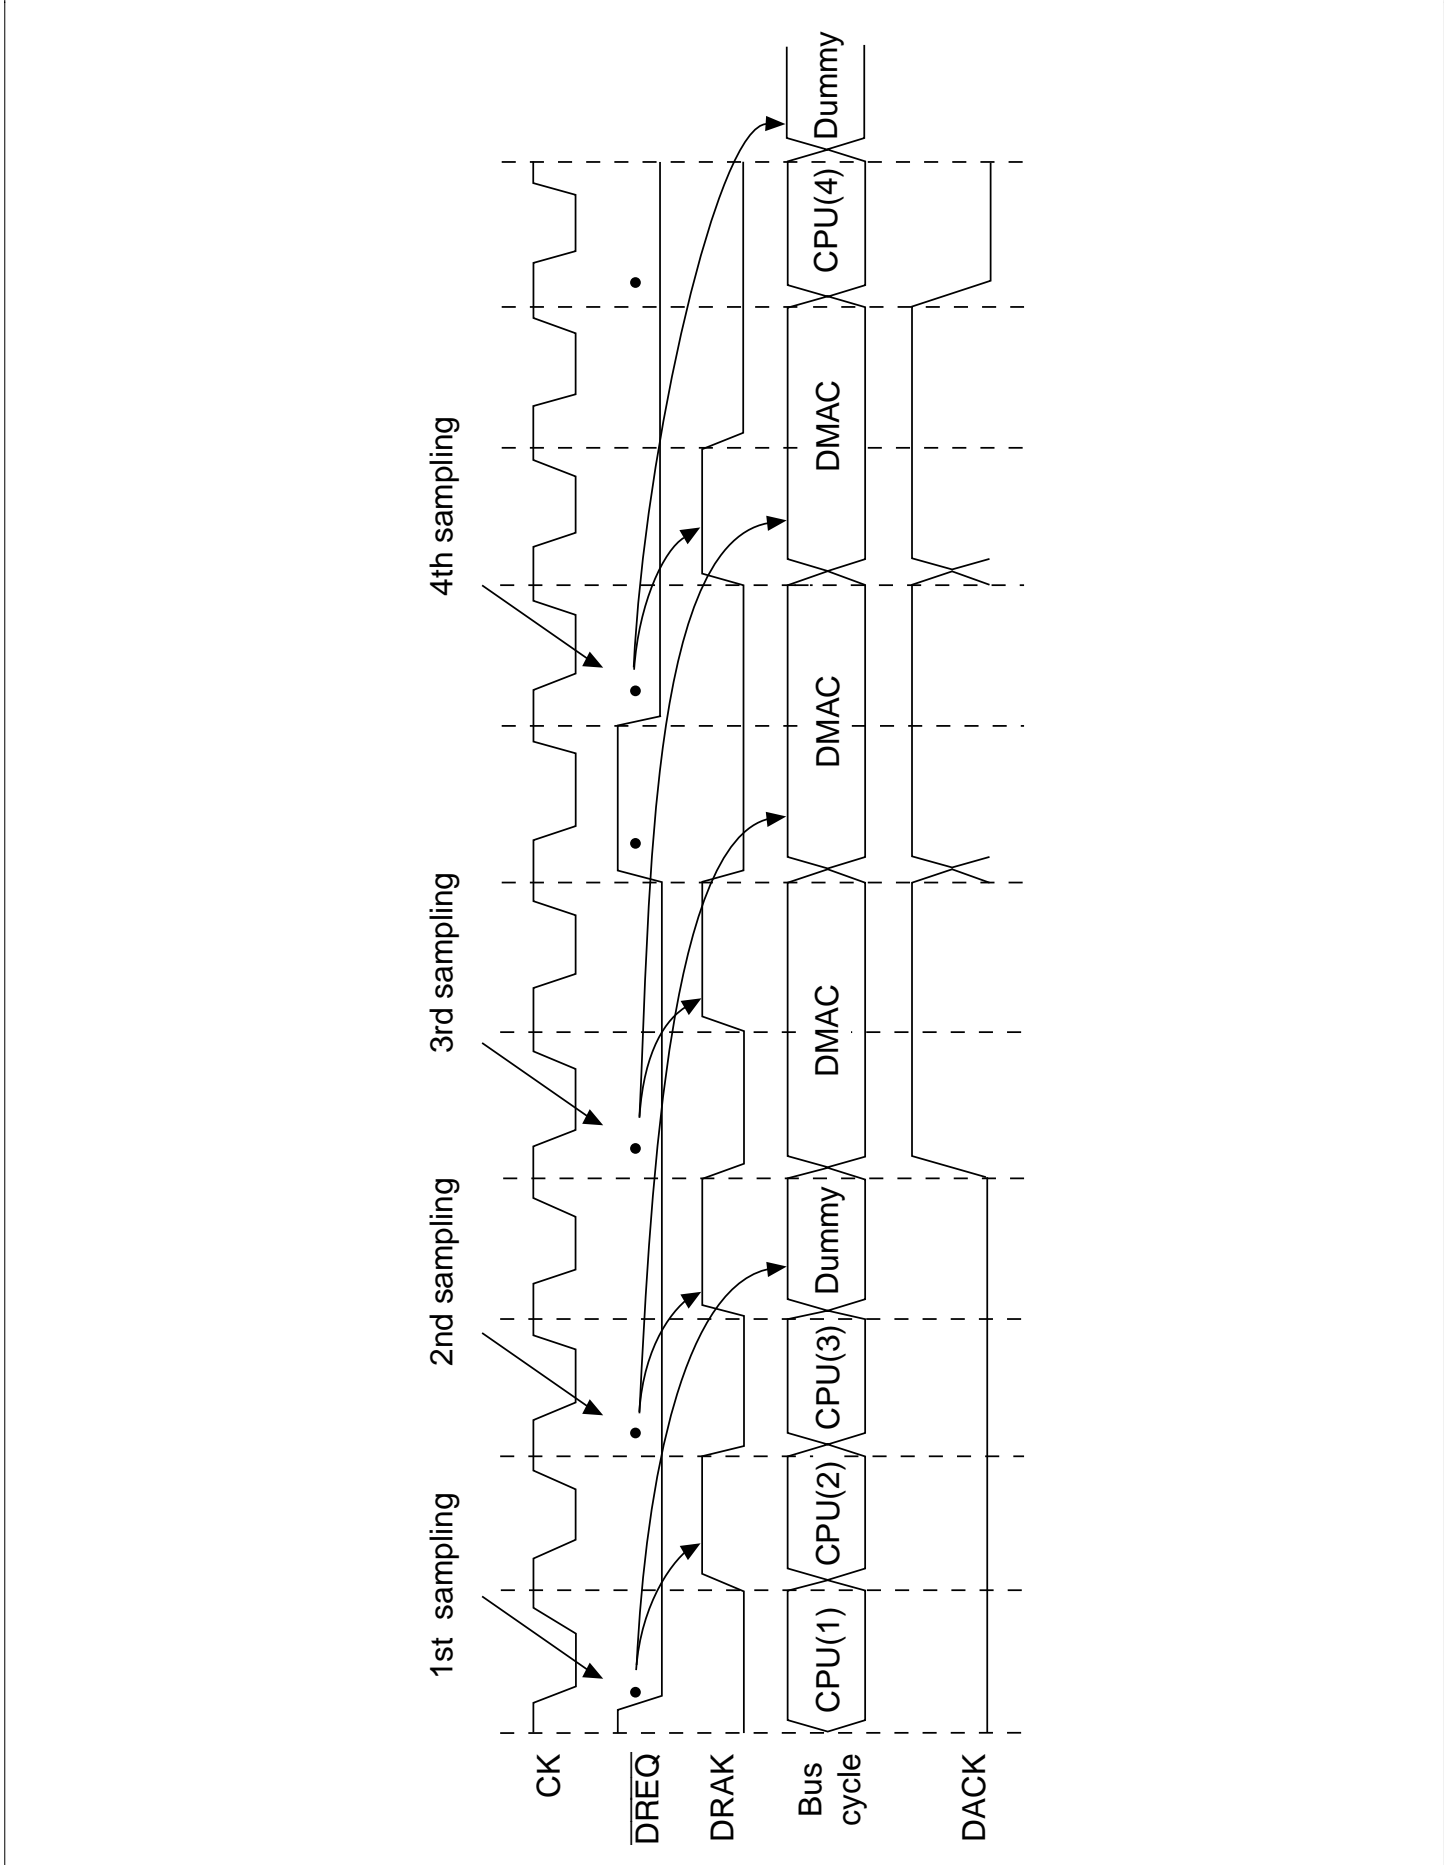 1st sampling
2nd sampling
3rd sampling
4th sampling
CK
DREQ
DRAK
Bus
cycle
CPU(1)
CPU(2)
CPU(3)
Dummy
DMAC
DMAC
DMAC
CPU(4)
Dummy
DACK